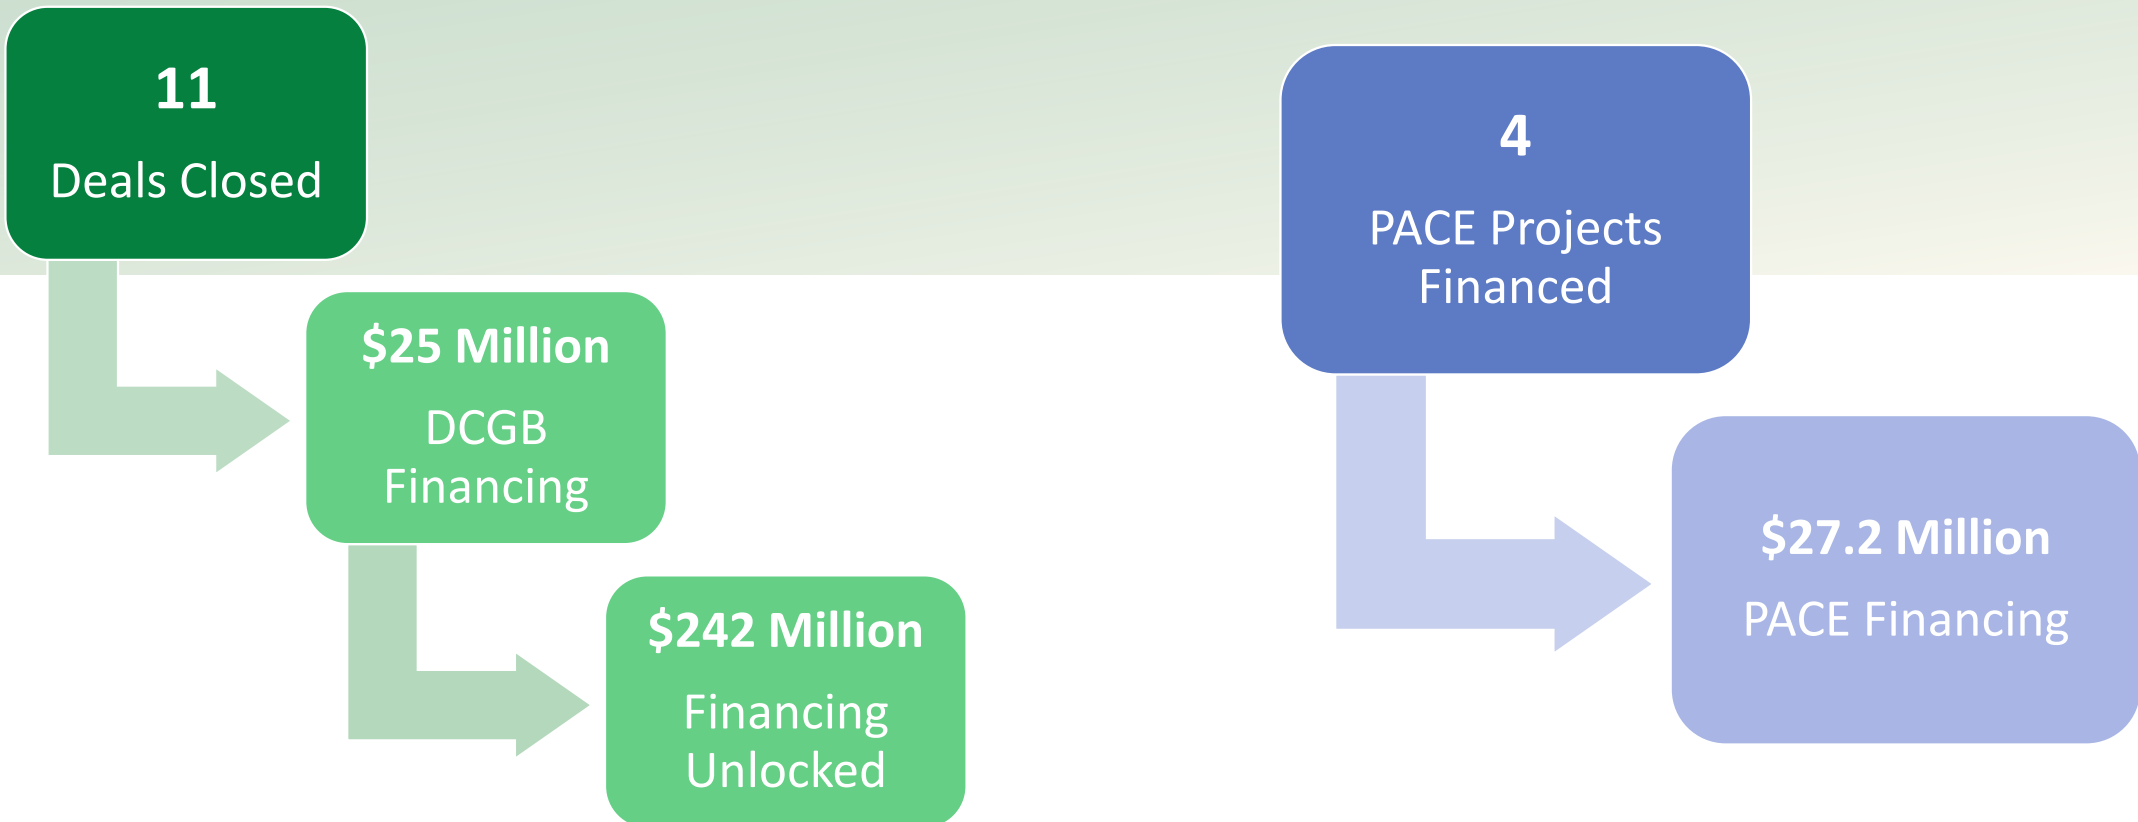 11
Deals Closed
$25 Million
DCGB
Financing
$242 Million
Financing
Unlocked
4
PACE Projects
Financed
$27.2 Million
PACE Financing